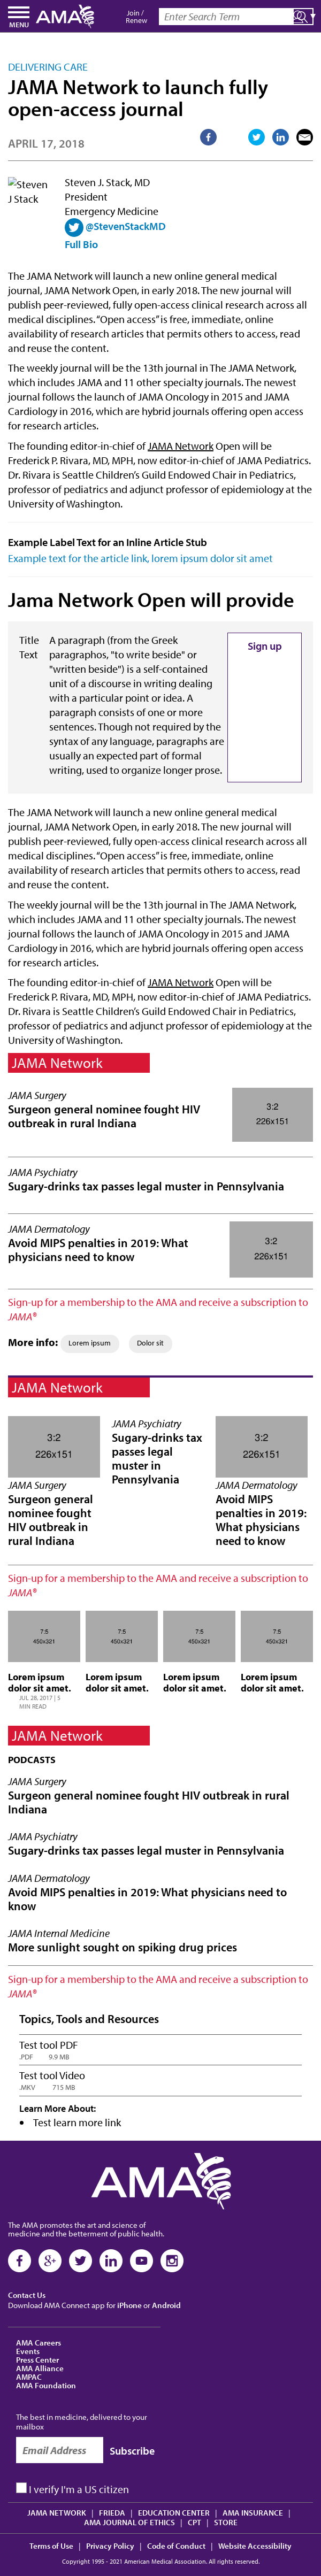 MENU
AMA
Join /
Renew
Enter Search Term
DELIVERING CARE
JAMA Network to launch fully
open-access journal
APRIL 17, 2018
Steven
J Stack
Steven J. Stack, MD
President
Emergency Medicine
@StevenStackMD
Full Bio
The JAMA Network will launch a new online general medical
journal, JAMA Network Open, in early 2018. The new journal will
publish peer-reviewed, fully open-access clinical research across all
medical disciplines. “Open access” is free, immediate, online
availability of research articles that permits others to access, read
and reuse the content.
The weekly journal will be the 13th journal in The JAMA Network,
which includes JAMA and 11 other specialty journals. The newest
journal follows the launch of JAMA Oncology in 2015 and JAMA
Cardiology in 2016, which are hybrid journals offering open access
for research articles.
The founding editor-in-chief of JAMA Network Open will be
Frederick P. Rivara, MD, MPH, now editor-in-chief of JAMA Pediatrics.
Dr. Rivara is Seattle Children’s Guild Endowed Chair in Pediatrics,
professor of pediatrics and adjunct professor of epidemiology at the
University of Washington.
Example Label Text for an Inline Article Stub
Example text for the article link, lorem ipsum dolor sit amet
Jama Network Open will provide
Title
Text
A paragraph (from the Greek
paragraphos, "to write beside" or
"written beside") is a self-contained
unit of a discourse in writing dealing
with a particular point or idea. A
paragraph consists of one or more
sentences. Though not required by the
syntax of any language, paragraphs are
usually an expected part of formal
writing, used to organize longer prose.
Sign up
The JAMA Network will launch a new online general medical
journal, JAMA Network Open, in early 2018. The new journal will
publish peer-reviewed, fully open-access clinical research across all
medical disciplines. “Open access” is free, immediate, online
availability of research articles that permits others to access, read
and reuse the content.
The weekly journal will be the 13th journal in The JAMA Network,
which includes JAMA and 11 other specialty journals. The newest
journal follows the launch of JAMA Oncology in 2015 and JAMA
Cardiology in 2016, which are hybrid journals offering open access
for research articles.
The founding editor-in-chief of JAMA Network Open will be
Frederick P. Rivara, MD, MPH, now editor-in-chief of JAMA Pediatrics.
Dr. Rivara is Seattle Children’s Guild Endowed Chair in Pediatrics,
professor of pediatrics and adjunct professor of epidemiology at the
University of Washington.
JAMA Network
JAMA Surgery
Surgeon general nominee fought HIV
outbreak in rural Indiana
3:2
226x151
JAMA Psychiatry
Sugary-drinks tax passes legal muster in Pennsylvania
JAMA Dermatology
Avoid MIPS penalties in 2019: What
physicians need to know
3:2
226x151
Sign-up for a membership to the AMA and receive a subscription to
JAMA®
More info: Lorem ipsum Dolor sit
JAMA Network
3:2
226x151
JAMA Surgery
Surgeon general
nominee fought
HIV outbreak in
rural Indiana
JAMA Psychiatry
Sugary-drinks tax
passes legal
muster in
Pennsylvania
3:2
226x151
JAMA Dermatology
Avoid MIPS
penalties in 2019:
What physicians
need to know
Sign-up for a membership to the AMA and receive a subscription to
JAMA®
7:5
450x321
Lorem ipsum
dolor sit amet.
JUL 28, 2017 | 5
MIN READ
7:5
450x321
Lorem ipsum
dolor sit amet.
7:5
450x321
Lorem ipsum
dolor sit amet.
7:5
450x321
Lorem ipsum
dolor sit amet.
JAMA Network
PODCASTS
JAMA Surgery
Surgeon general nominee fought HIV outbreak in rural
Indiana
JAMA Psychiatry
Sugary-drinks tax passes legal muster in Pennsylvania
JAMA Dermatology
Avoid MIPS penalties in 2019: What physicians need to
know
JAMA Internal Medicine
More sunlight sought on spiking drug prices
Sign-up for a membership to the AMA and receive a subscription to
JAMA®
Topics, Tools and Resources
Test tool PDF
.PDF 9.9 MB
Test tool Video
.MKV 715 MB
Learn More About:
• Test learn more link
AMA
The AMA promotes the art and science of
medicine and the betterment of public health.
Contact Us
Download AMA Connect app for iPhone or Android
AMA Careers
Events
Press Center
AMA Alliance
AMPAC
AMA Foundation
The best in medicine, delivered to your
mailbox
Email Address
Subscribe
I verify I'm a US citizen
JAMA NETWORK | FREIDA | EDUCATION CENTER | AMA INSURANCE |
AMA JOURNAL OF ETHICS | CPT | STORE
Terms of Use | Privacy Policy | Code of Conduct | Website Accessibility
Copyright 1995 - 2021 American Medical Association. All rights reserved.